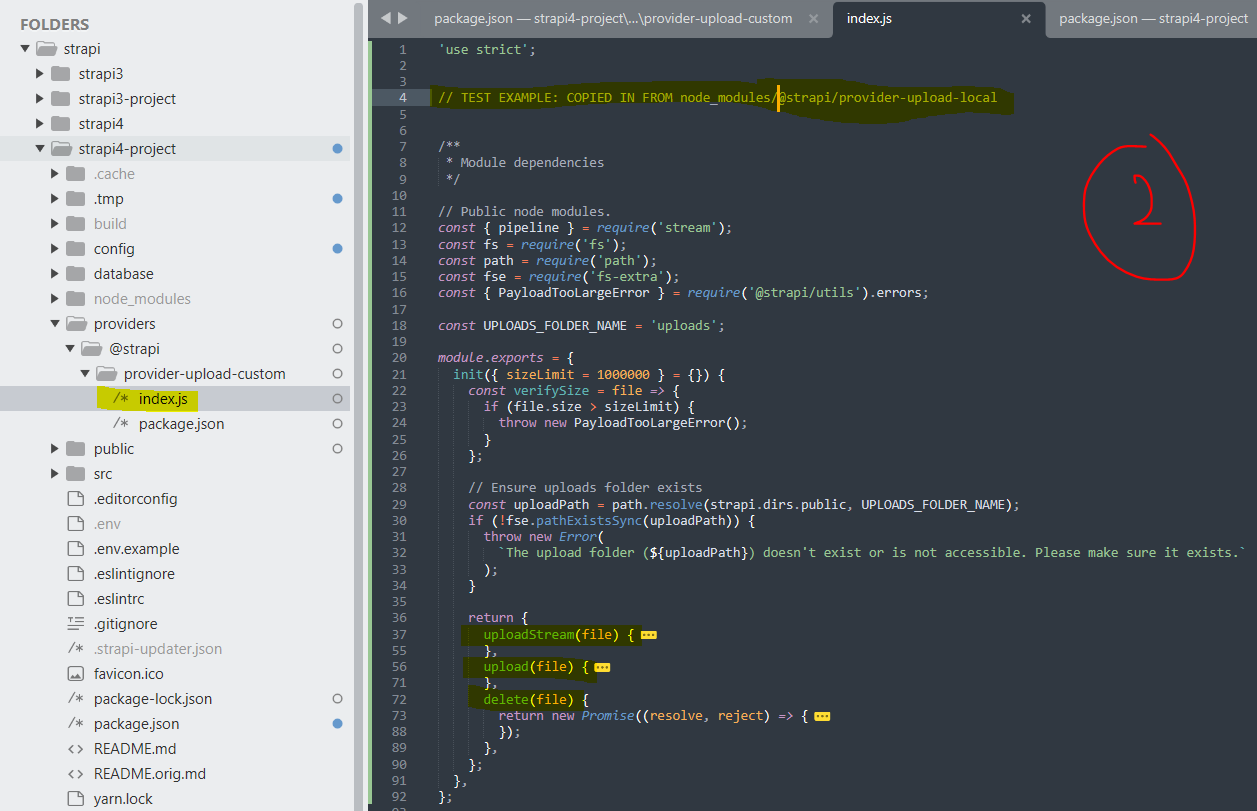 FOLDERS
strapi
strapi3
strapi3-project
strapi4
strapi4-project
.cache
.tmp
build
config
database
node_modules
providers
@strapi
provider-upload-custom
/* index.js
/* package.json
public
src
.editorconfig
.env
.env.example
.eslintignore
.eslintrc
.gitignore
/* .strapi-updater.json
favicon.ico
/* package-lock.json
/* package.json
<> README.md
<> README.orig.md
yarn.lock
package.json — strapi4-project\...\provider-upload-custom ×
index.js ×
package.json — strapi4-project
1 'use strict';
2
3
4 // TEST EXAMPLE: COPIED IN FROM node_modules/@strapi/provider-upload-local
5
6
7 /**
8  * Module dependencies
9  */
10
11 // Public node modules.
12 const { pipeline } = require('stream');
13 const fs = require('fs');
14 const path = require('path');
15 const fse = require('fs-extra');
16 const { PayloadTooLargeError } = require('@strapi/utils').errors;
17
18 const UPLOADS_FOLDER_NAME = 'uploads';
19
20 module.exports = {
21   init({ sizeLimit = 1000000 } = {}) {
22     const verifySize = file => {
23       if (file.size > sizeLimit) {
24         throw new PayloadTooLargeError();
25       }
26     };
27
28     // Ensure uploads folder exists
29     const uploadPath = path.resolve(strapi.dirs.public, UPLOADS_FOLDER_NAME);
30     if (!fse.pathExistsSync(uploadPath)) {
31       throw new Error(
32         `The upload folder (${uploadPath}) doesn't exist or is not accessible. Please make sure it exists.`
33       );
34     }
35
36     return {
37       uploadStream(file) { ...
55       },
56       upload(file) { ...
71       },
72       delete(file) {
73         return new Promise((resolve, reject) => { ...
88         });
89       },
90     };
91   },
92 };
2